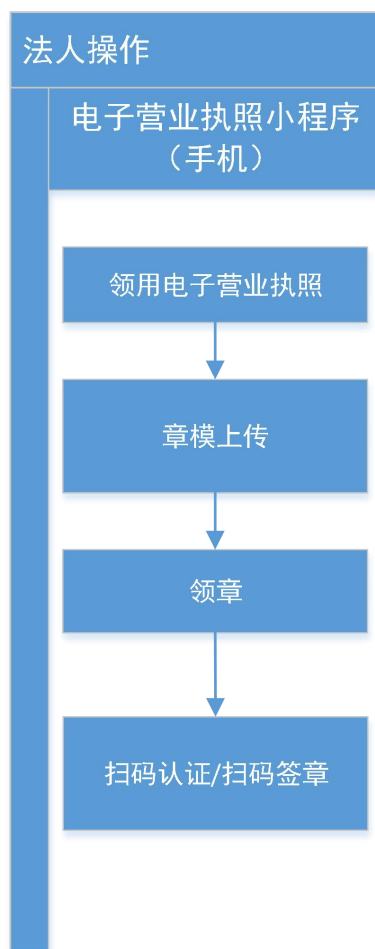 法人操作
电子营业执照小程序
（手机）
领用电子营业执照
章模上传
领章
扫码认证/扫码签章